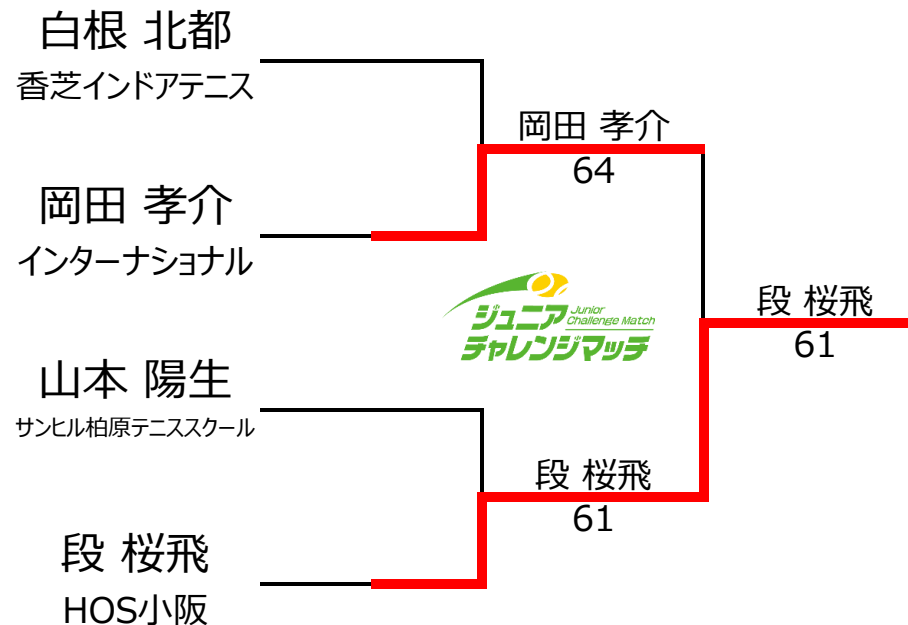 白根 北都
香芝インドアテニス
岡田 孝介
64
岡田 孝介
インターナショナル
ジュニア Junior Challenge Match
チャレンジマッチ
段 桜飛
61
山本 陽生
サンヒル柏原テニススクール
段 桜飛
61
段 桜飛
HOS小阪